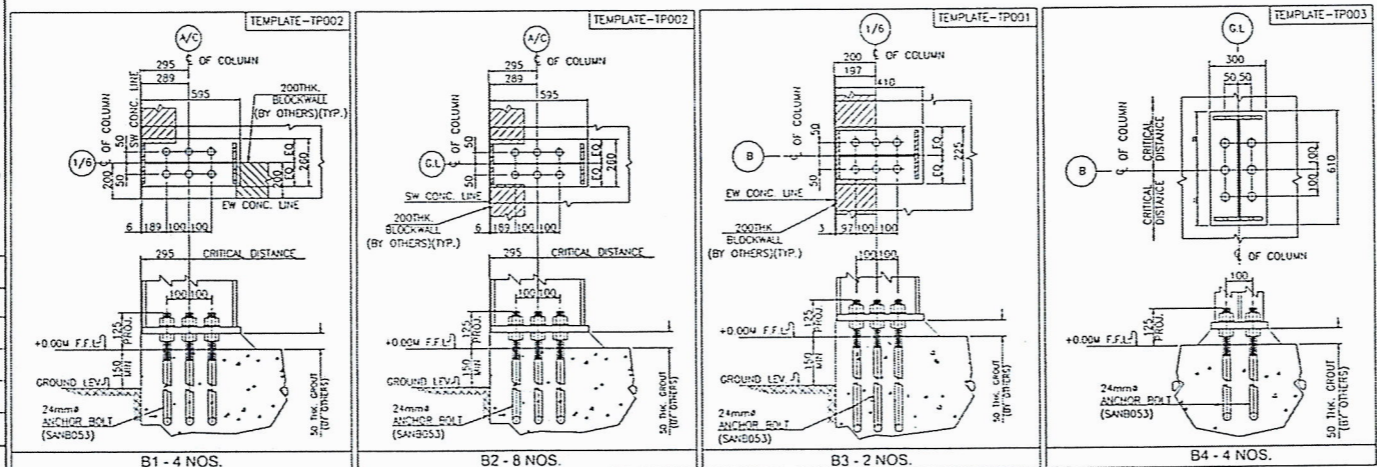 TEMPLATE-TP002
A/C
℄ OF COLUMN
295
289
595
200THK.
BLOCKWALL
(BY OTHERS)(TYP.)
SW CONC. LINE
℄ OF COLUMN
1/6
200
50
50
EQ
EQ
260
200
EW CONC. LINE
6 189 100 100
295 CRITICAL DISTANCE
100 100
125
PROJ.
+0.00M F.F.L
150
MIN
GROUND LEV.
24mmø
ANCHOR BOLT
(SANB053)
50 THK. GROUT
(BY OTHERS)
B1 - 4 NOS.
TEMPLATE-TP002
A/C
℄ OF COLUMN
295
289
595
G.L
℄ OF COLUMN
50
50
EQ
EQ
260
SW CONC. LINE
200THK.
BLOCKWALL
(BY OTHERS)(TYP.)
6 189 100 100
295 CRITICAL DISTANCE
100 100
125
PROJ.
+0.00M F.F.L
150
MIN
GROUND LEV.
24mmø
ANCHOR BOLT
(SANB053)
50 THK. GROUT
(BY OTHERS)
B2 - 8 NOS.
TEMPLATE-TP001
1/6
℄ OF COLUMN
200
197
410
B
℄ OF COLUMN
50
50
EQ
EQ
225
EW CONC. LINE
200THK.
BLOCKWALL
(BY OTHERS)(TYP.)
3 97 100 100
100 100
125
PROJ.
+0.00M F.F.L
150
MIN
GROUND LEV.
24mmø
ANCHOR BOLT
(SANB053)
50 THK. GROUT
(BY OTHERS)
B3 - 2 NOS.
TEMPLATE-TP003
G.L
300
50 50
B
℄ OF COLUMN
CRITICAL
DISTANCE
CRITICAL
DISTANCE
100
100
610
℄ OF COLUMN
100
125
PROJ.
+0.00M F.F.L
24mmø
ANCHOR BOLT
(SANB053)
50 THK. GROUT
(BY OTHERS)
B4 - 4 NOS.